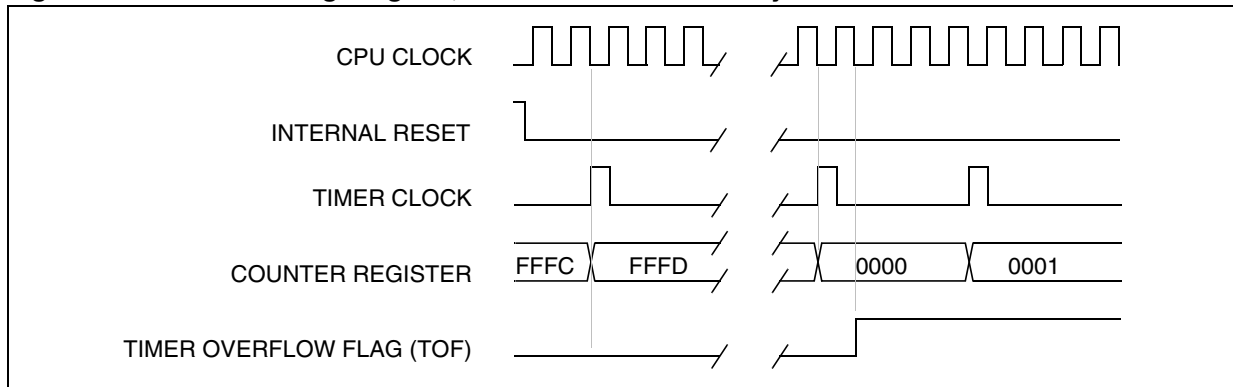 CPU CLOCK
INTERNAL RESET
TIMER CLOCK
COUNTER REGISTER FFFC FFFD 0000 0001
TIMER OVERFLOW FLAG (TOF)